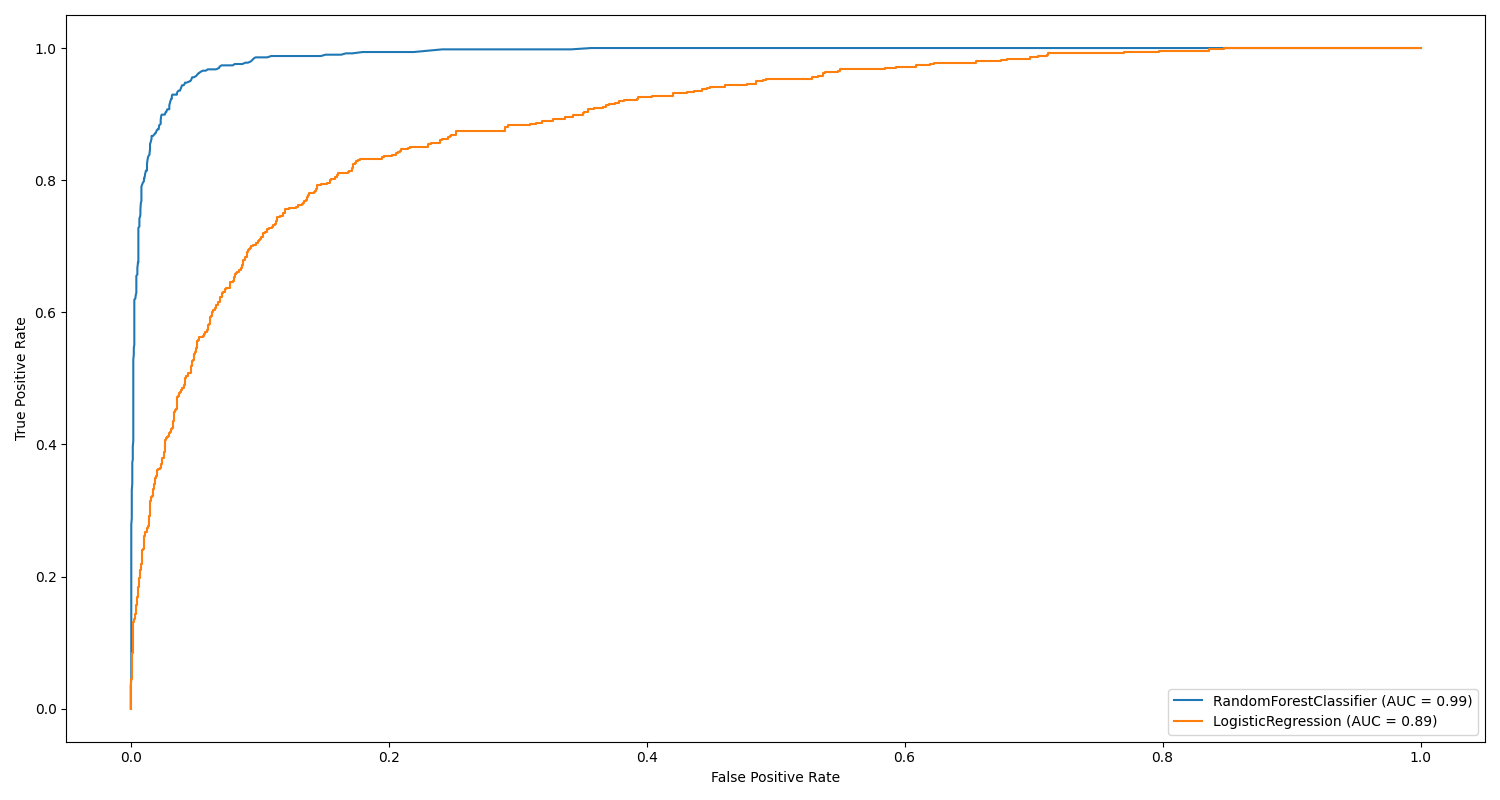 1.0
0.8
0.6
0.4
0.2
0.0
True Positive Rate
RandomForestClassifier (AUC = 0.99)
LogisticRegression (AUC = 0.89)
0.0 0.2 0.4 0.6 0.8 1.0
False Positive Rate